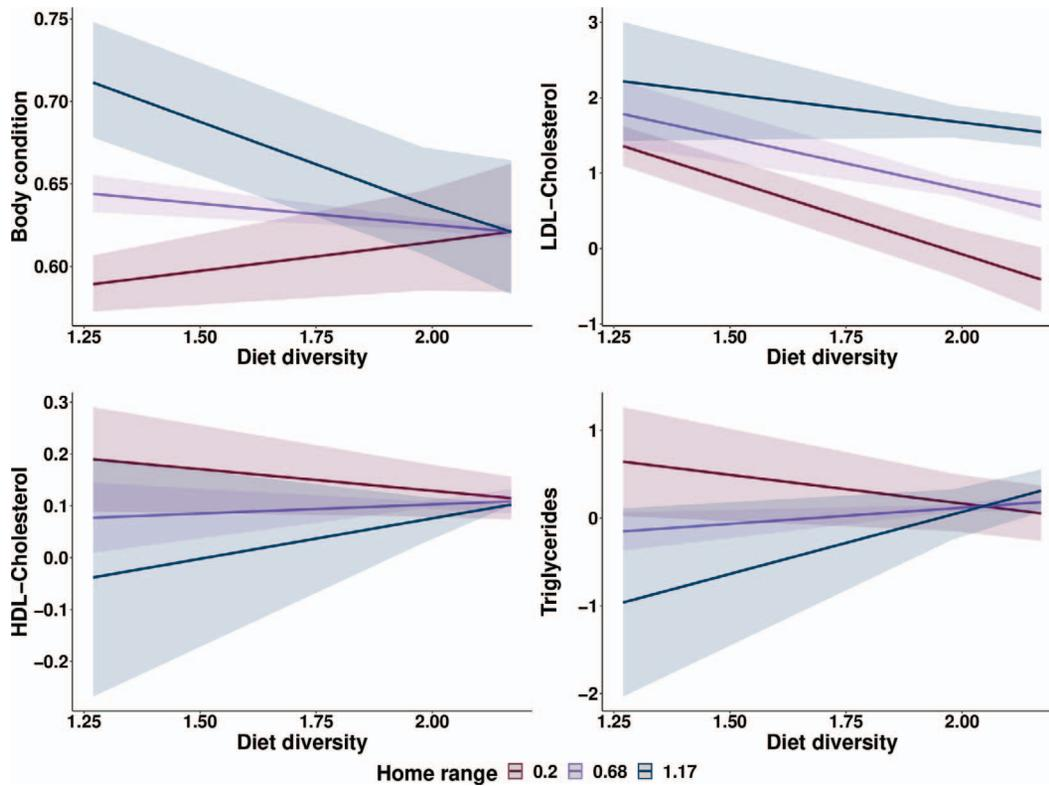 Body condition
0.75
0.70
0.65
0.60
1.25 1.50 1.75 2.00
Diet diversity
LDL−Cholesterol
3
2
1
0
−1
1.25 1.50 1.75 2.00
Diet diversity
HDL−Cholesterol
0.3
0.2
0.1
0.0
−0.1
−0.2
1.25 1.50 1.75 2.00
Diet diversity
Triglycerides
1
0
−1
−2
1.25 1.50 1.75 2.00
Diet diversity
Home range 0.2 0.68 1.17